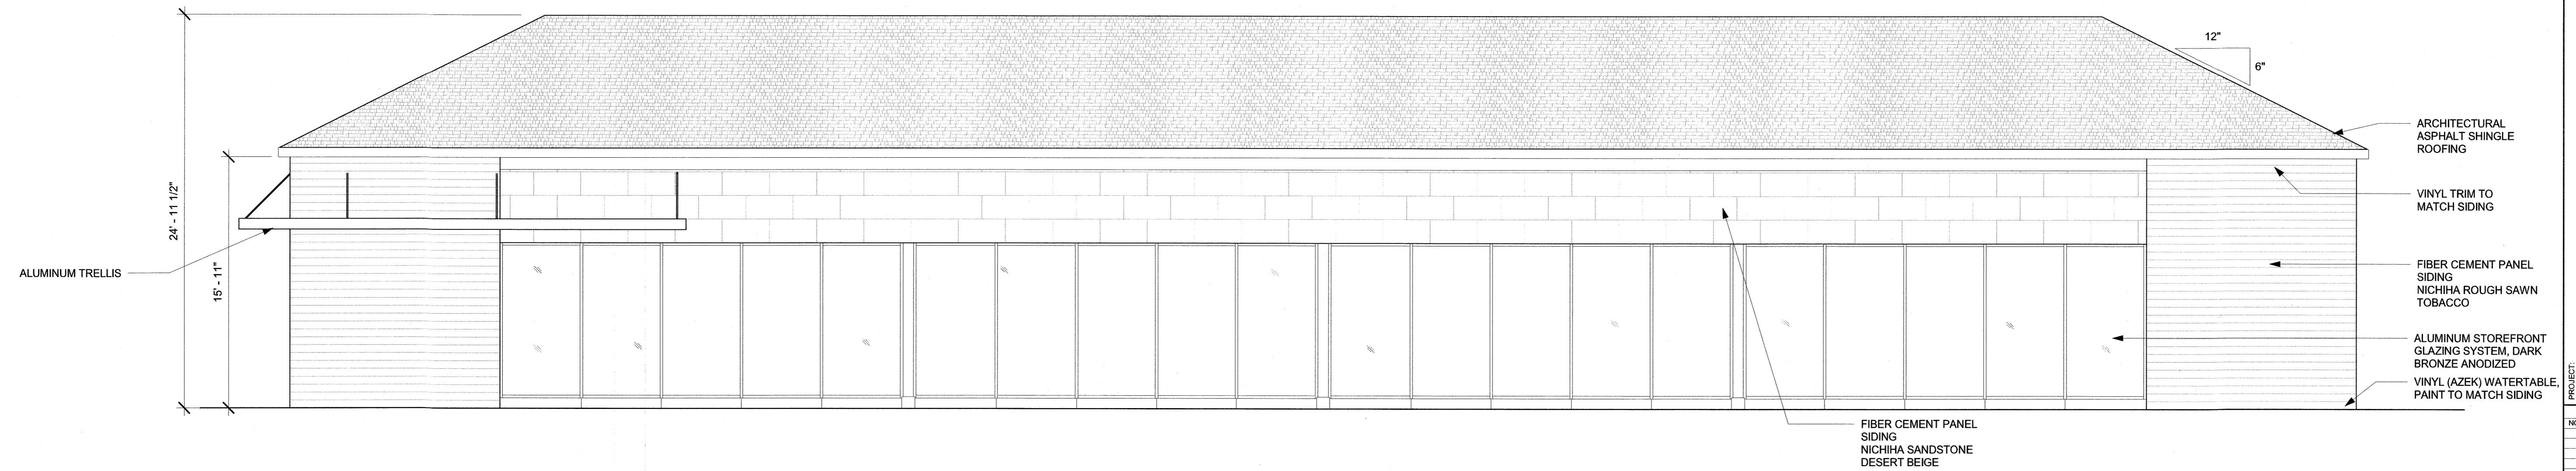 12"
6"
24' - 11 1/2"
15' - 11"
ALUMINUM TRELLIS
ARCHITECTURAL
ASPHALT SHINGLE
ROOFING
VINYL TRIM TO
MATCH SIDING
FIBER CEMENT PANEL
SIDING
NICHIHA ROUGH SAWN
TOBACCO
ALUMINUM STOREFRONT
GLAZING SYSTEM, DARK
BRONZE ANODIZED
VINYL (AZEK) WATERTABLE,
PAINT TO MATCH SIDING
FIBER CEMENT PANEL
SIDING
NICHIHA SANDSTONE
DESERT BEIGE
PROJECT: